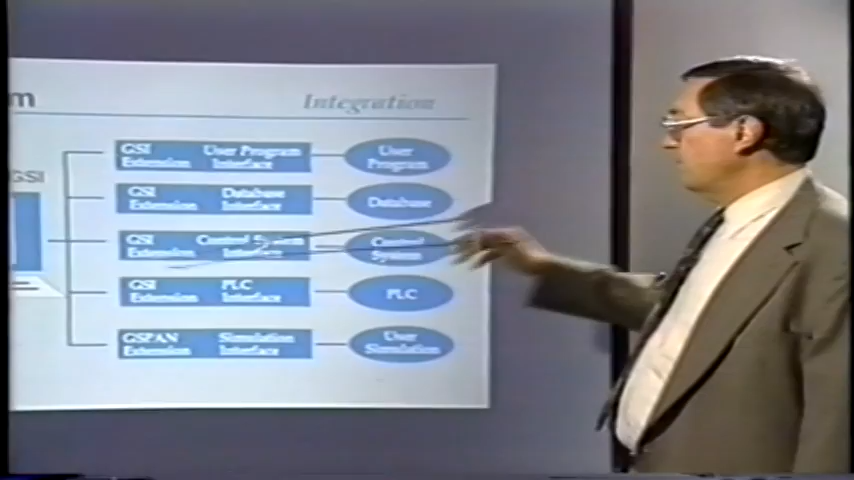 m
Integration
GSI
GSI User Program
Extension Interface
User
Program
GSI Database
Extension Interface
Database
GSI Control System
Extension Interface
Control
System
GSI PLC
Extension Interface
PLC
GSPAN Simulation
Extension Interface
User
Simulation